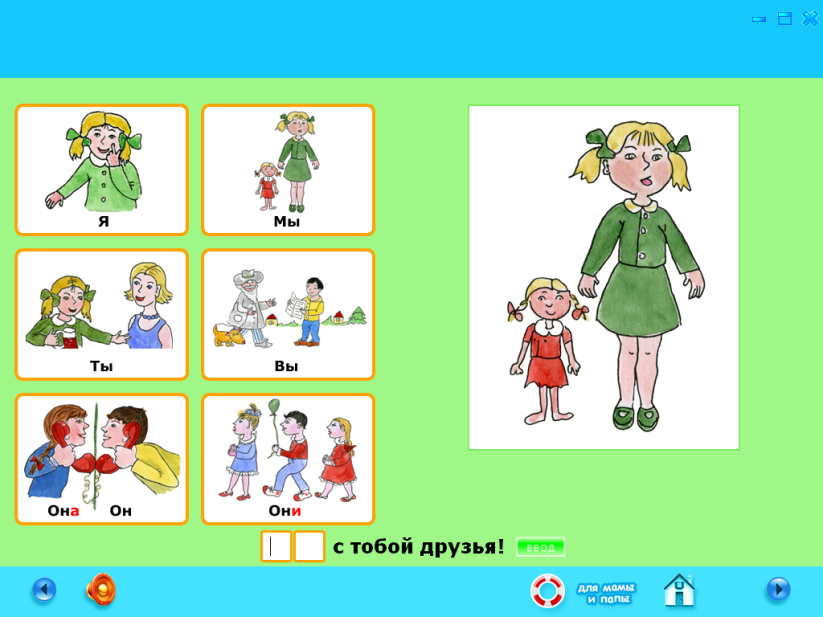 Я
Мы
Ты
Вы
Она
Он
Они
с тобой друзья!
ввод
для мамы
и папы